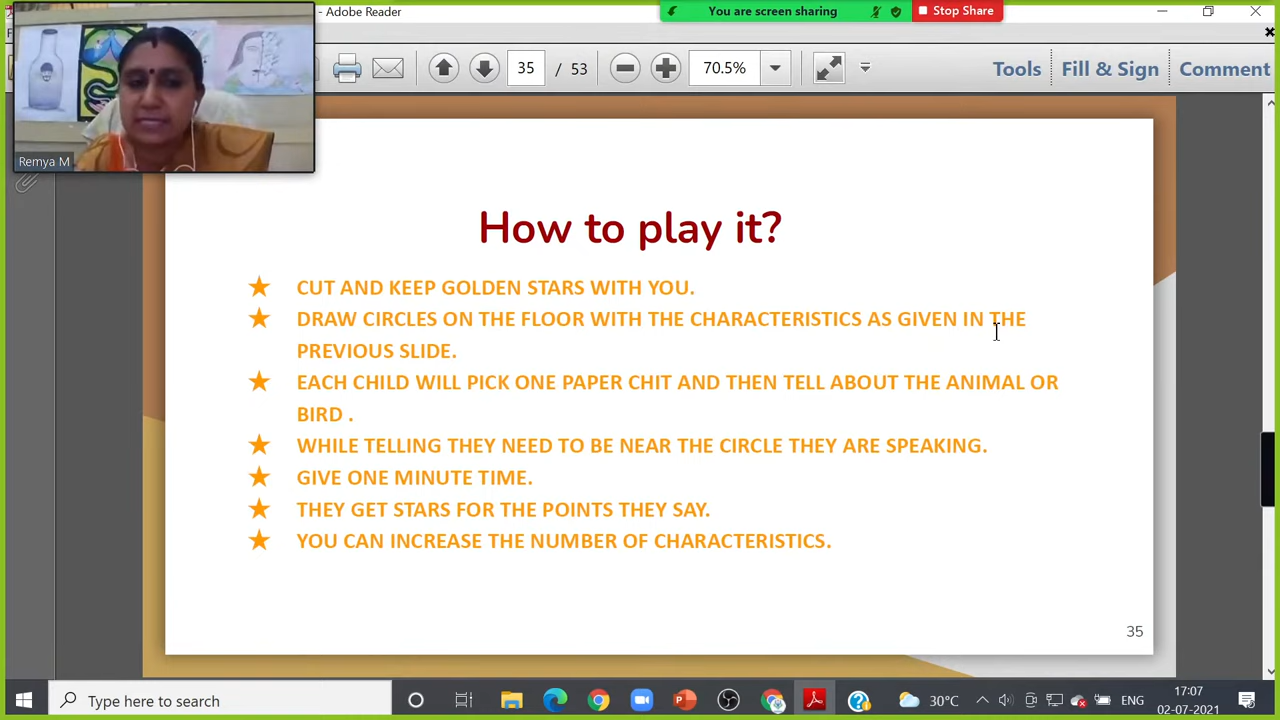 - Adobe Reader
You are screen sharing
Stop Share
35 / 53
70.5%
Tools
Fill & Sign
Comment
Remya M
How to play it?
CUT AND KEEP GOLDEN STARS WITH YOU.
DRAW CIRCLES ON THE FLOOR WITH THE CHARACTERISTICS AS GIVEN IN THE
PREVIOUS SLIDE.
EACH CHILD WILL PICK ONE PAPER CHIT AND THEN TELL ABOUT THE ANIMAL OR
BIRD .
WHILE TELLING THEY NEED TO BE NEAR THE CIRCLE THEY ARE SPEAKING.
GIVE ONE MINUTE TIME.
THEY GET STARS FOR THE POINTS THEY SAY.
YOU CAN INCREASE THE NUMBER OF CHARACTERISTICS.
35
Type here to search
30°C
ENG
17:07
02-07-2021